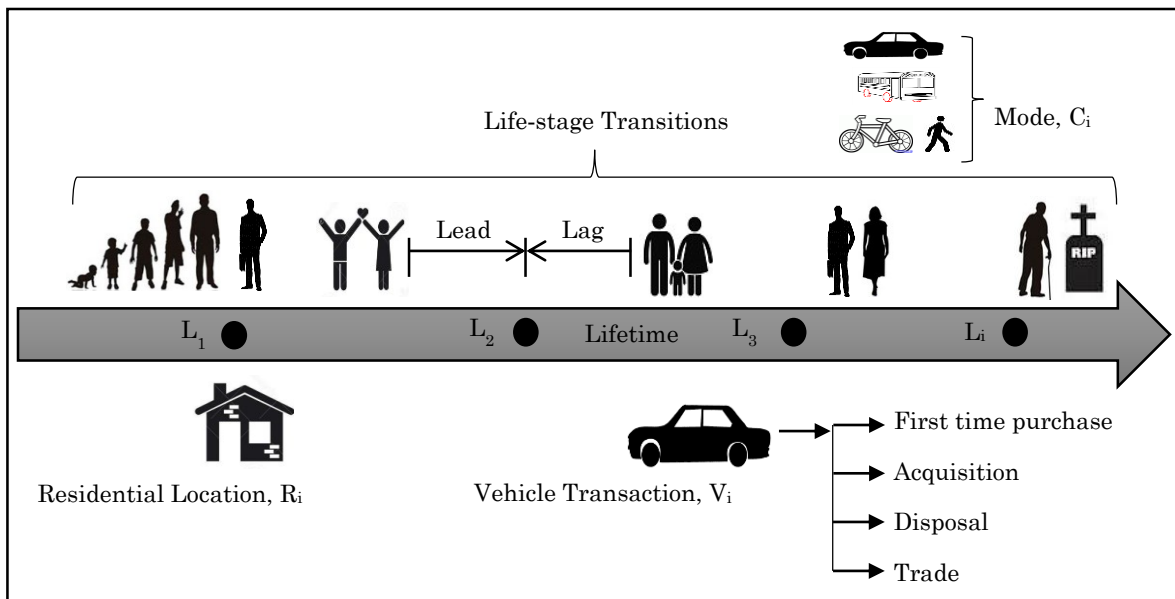 Life-stage Transitions
Mode, Cᵢ
Lead
Lag
RIP
L₁
L₂
Lifetime
L₃
Lᵢ
Residential Location, Rᵢ
Vehicle Transaction, Vᵢ
First time purchase
Acquisition
Disposal
Trade